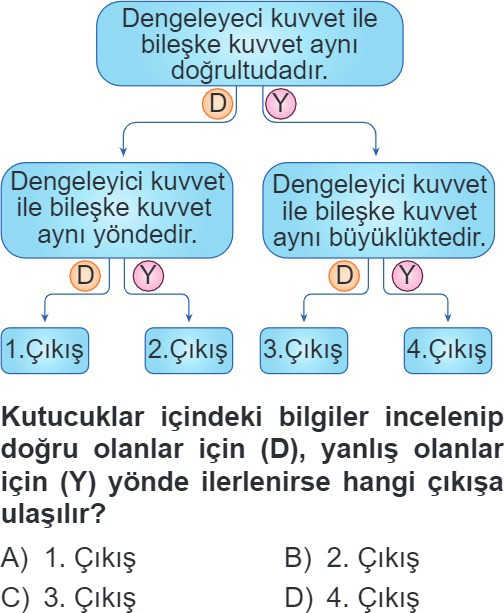 Dengeleyeci kuvvet ile
bileşke kuvvet aynı
doğrultudadır.
D
Y
Dengeleyici kuvvet
ile bileşke kuvvet
aynı yöndedir.
Dengeleyici kuvvet
ile bileşke kuvvet
aynı büyüklüktedir.
D
Y
D
Y
1.Çıkış
2.Çıkış
3.Çıkış
4.Çıkış
Kutucuklar içindeki bilgiler incelenip
doğru olanlar için (D), yanlış olanlar
için (Y) yönde ilerlenirse hangi çıkışa
ulaşılır?
A) 1. Çıkış
B) 2. Çıkış
C) 3. Çıkış
D) 4. Çıkış